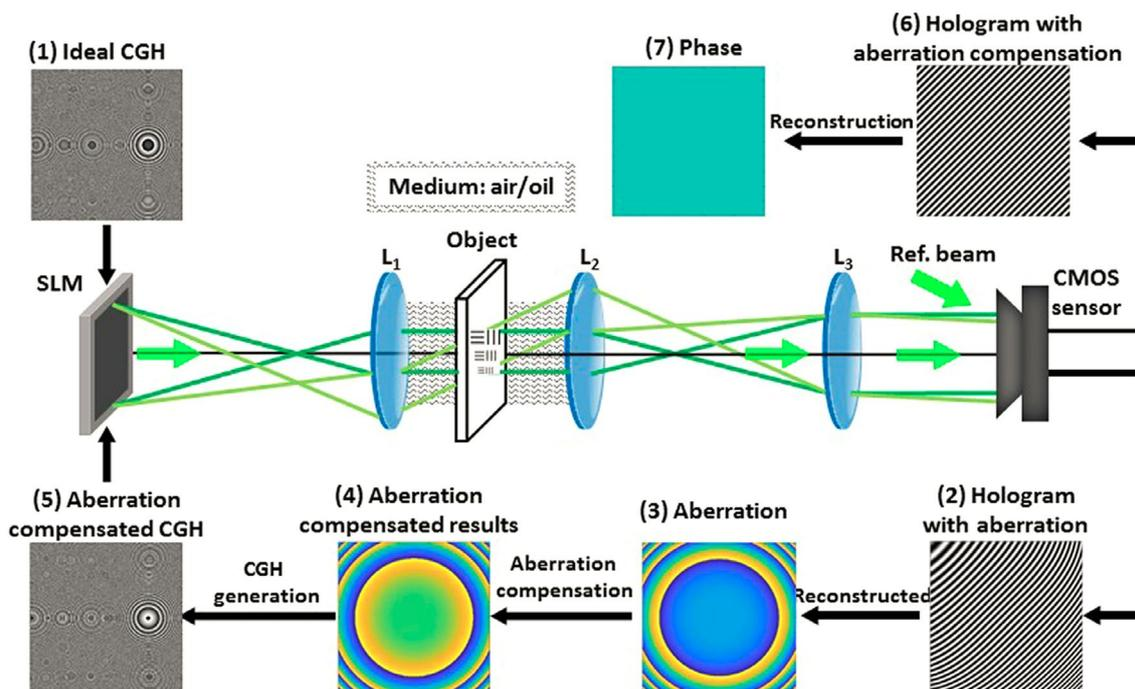 (1) Ideal CGH
(7) Phase
(6) Hologram with
aberration compensation
Reconstruction
Medium: air/oil
Object
SLM
L1
L2
L3
Ref. beam
CMOS
sensor
(5) Aberration
compensated CGH
CGH
generation
(4) Aberration
compensated results
Aberration
compensation
(3) Aberration
Reconstructed
(2) Hologram
with aberration